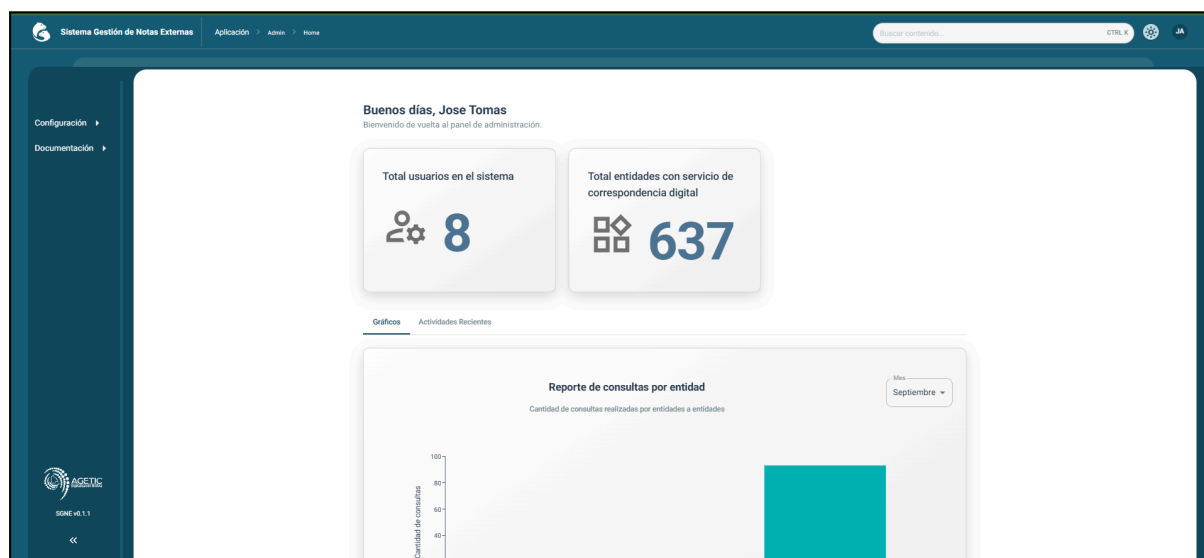 Sistema Gestión de Notas Externas
Aplicación > Admin > Home
Buscar contenido...
CTRL K
JA
Configuración
Documentación
Buenos días, Jose Tomas
Bienvenido de vuelta al panel de administración.
Total usuarios en el sistema
8
Total entidades con servicio de
correspondencia digital
637
Gráficos
Actividades Recientes
Reporte de consultas por entidad
Cantidad de consultas realizadas por entidades a entidades
Mes
Septiembre
100
80
60
40
Cantidad de consultas
AGETIC
SGNE v0.1.1